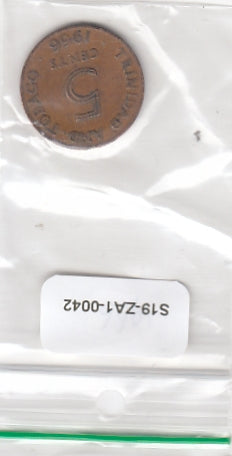 TRINIDAD AND TOBAGO
1966
CENTS
5
S19-ZA1-0042